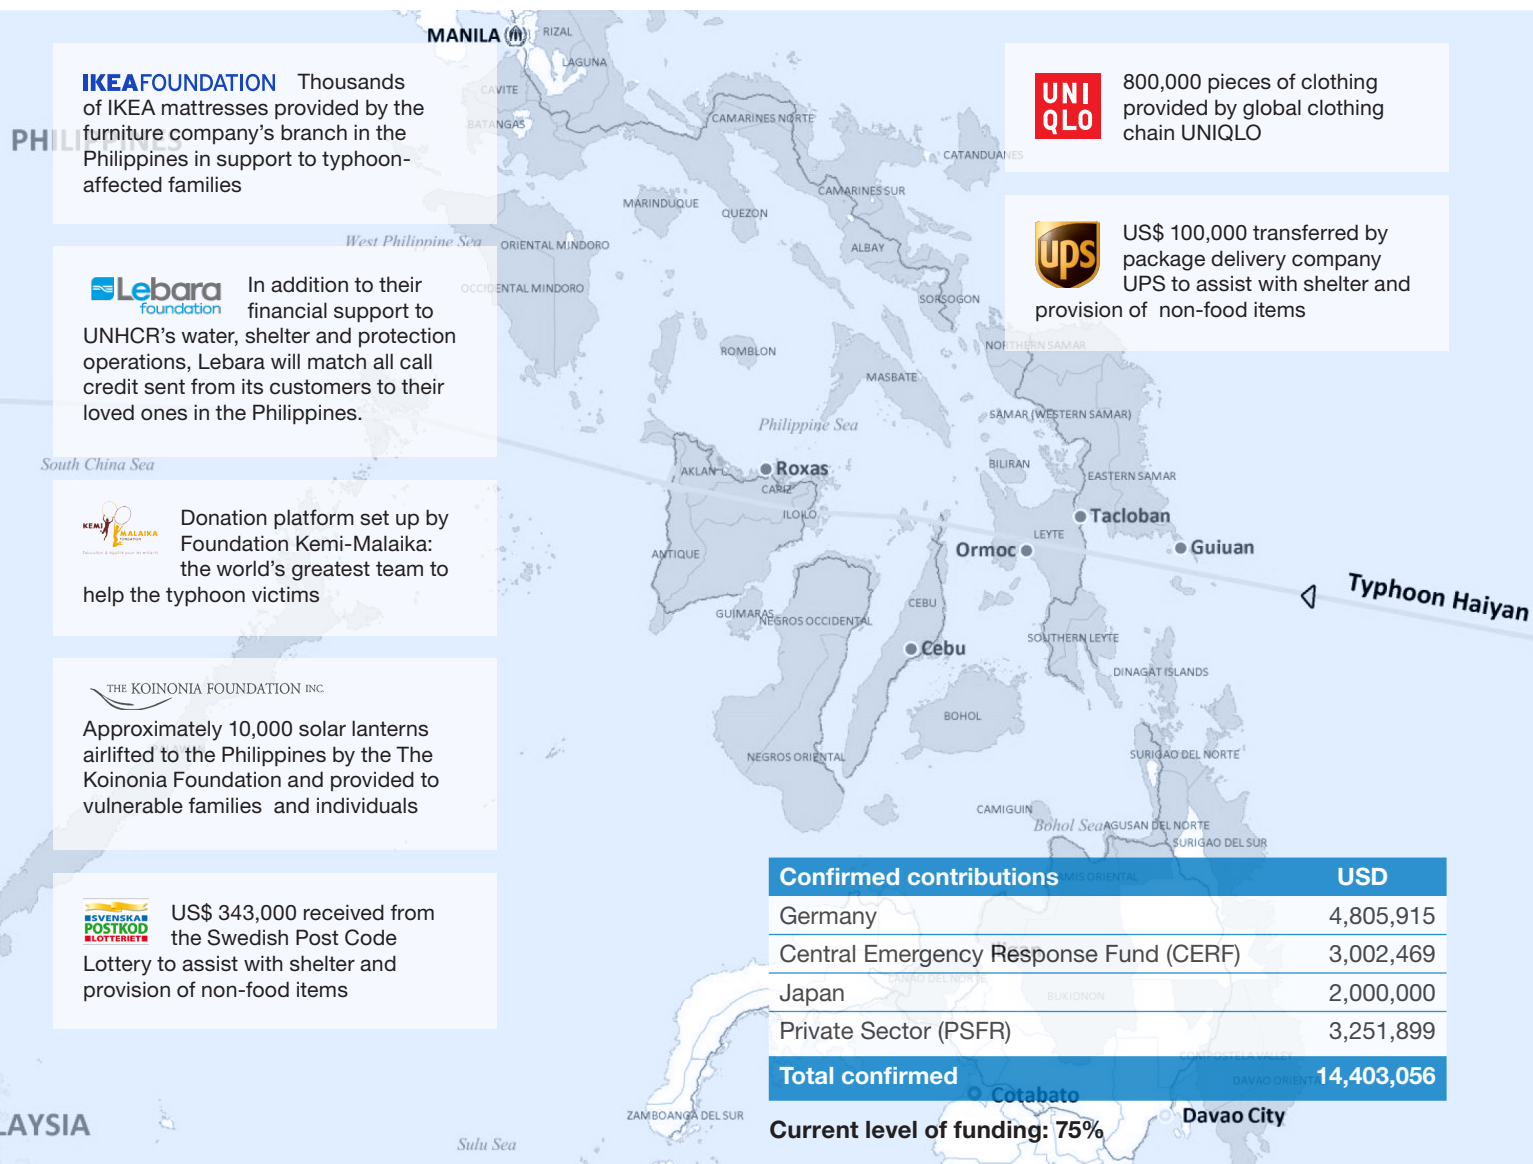 MANILA
RIZAL
LAGUNA
CAVITE
BATANGAS
PHILIPPINES
IKEA FOUNDATION Thousands
of IKEA mattresses provided by the
furniture company's branch in the
Philippines in support to typhoon-
affected families
West Philippine Sea
Lebara
foundation
In addition to their
financial support to
UNHCR's water, shelter and protection
operations, Lebara will match all call
credit sent from its customers to their
loved ones in the Philippines.
South China Sea
KEMI
MALAIKA
Donation platform set up by
Foundation Kemi-Malaika:
the world's greatest team to
help the typhoon victims
THE KOINONIA FOUNDATION INC.
Approximately 10,000 solar lanterns
airlifted to the Philippines by the The
Koinonia Foundation and provided to
vulnerable families and individuals
SVENSKA
POSTKOD
LOTTERIET
US$ 343,000 received from
the Swedish Post Code
Lottery to assist with shelter and
provision of non-food items
UNI
QLO
800,000 pieces of clothing
provided by global clothing
chain UNIQLO
ups
US$ 100,000 transferred by
package delivery company
UPS to assist with shelter and
provision of non-food items
CAMARINES NORTE
CATANDUANES
CAMARINES SUR
MARINDUQUE
QUEZON
ORIENTAL MINDORO
ALBAY
OCCIDENTAL MINDORO
SORSOGON
NORTHERN SAMAR
ROMBLON
MASBATE
SAMAR (WESTERN SAMAR)
Philippine Sea
BILIRAN
AKLAN
Roxas
EASTERN SAMAR
CAPIZ
ILOILO
Tacloban
LEYTE
ANTIQUE
Ormoc
Guiuan
Typhoon Haiyan
CEBU
GUIMARAS
NEGROS OCCIDENTAL
SOUTHERN LEYTE
Cebu
DINAGAT ISLANDS
BOHOL
NEGROS ORIENTAL
SURIGAO DEL NORTE
CAMIGUIN
Bohol Sea
AGUSAN DEL NORTE
SURIGAO DEL SUR
Confirmed contributions USD
Germany 4,805,915
Central Emergency Response Fund (CERF) 3,002,469
Japan 2,000,000
Private Sector (PSFR) 3,251,899
Total confirmed 14,403,056
BUKIDNON
COMPOSTELA VALLEY
DAVAO ORIENTAL
Cotabato
Davao City
Current level of funding: 75%
ZAMBOANGA DEL SUR
Sulu Sea
LAYSIA